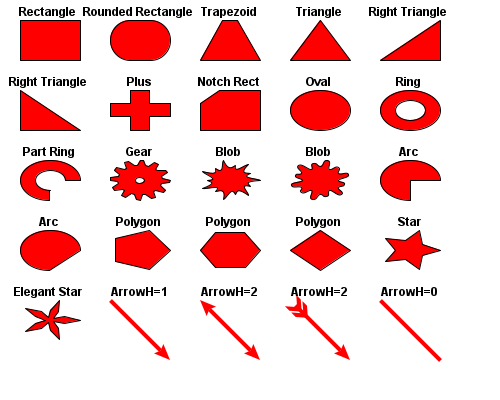 Rectangle Rounded Rectangle Trapezoid Triangle Right Triangle
Right Triangle Plus Notch Rect Oval Ring
Part Ring Gear Blob Blob Arc
Arc Polygon Polygon Polygon Star
Elegant Star ArrowH=1 ArrowH=2 ArrowH=2 ArrowH=0